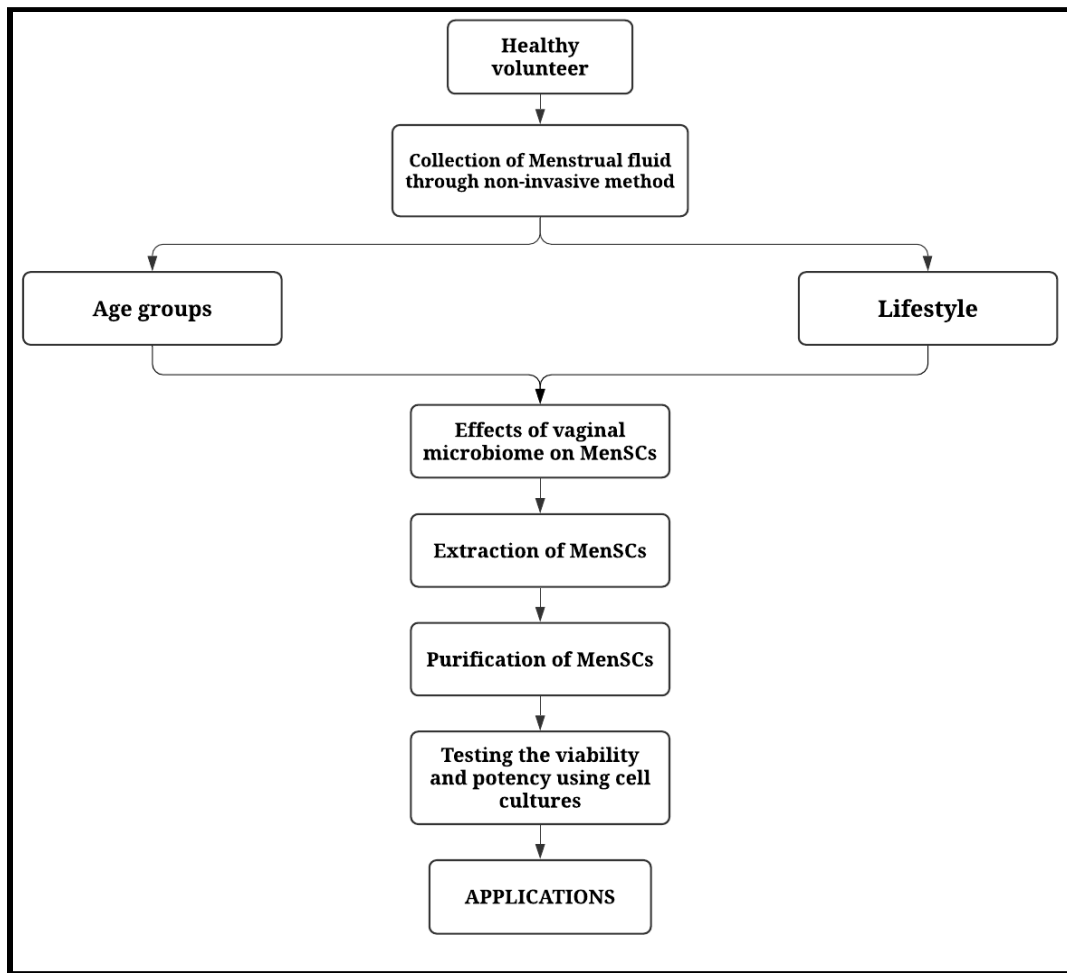 Healthy
volunteer
Collection of Menstrual fluid
through non-invasive method
Age groups
Lifestyle
Effects of vaginal
microbiome on MenSCs
Extraction of MenSCs
Purification of MenSCs
Testing the viability
and potency using cell
cultures
APPLICATIONS